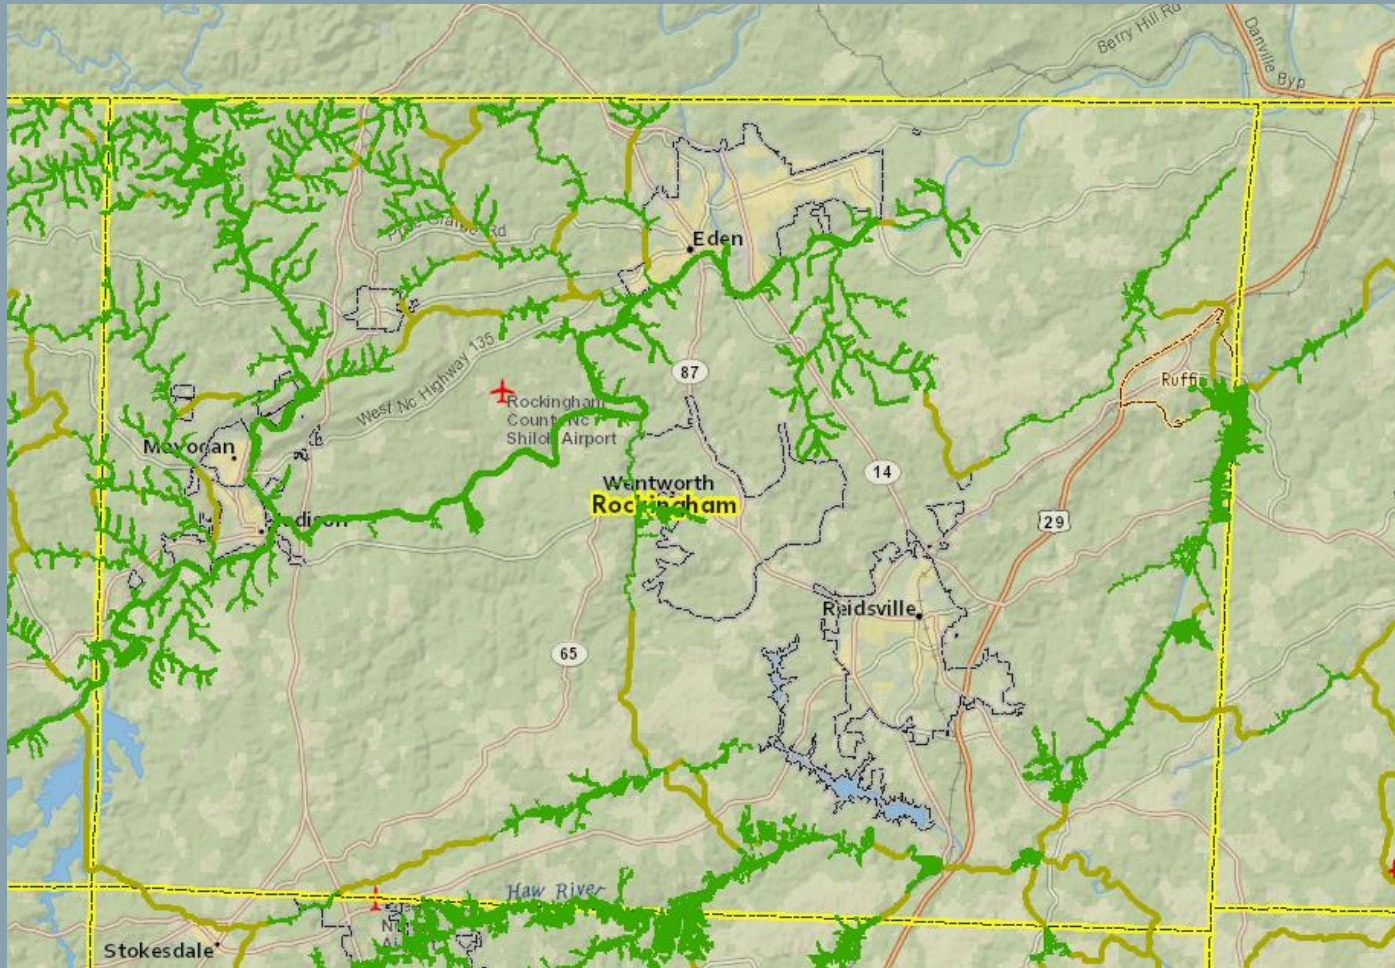 Berry Hill Rd
Danville Byp
Eden
West Nc Highway 135
87
Rockingham
County Nc
Shiloh Airport
Ruffin
Mayodan
14
Wentworth
Rockingham
Madison
29
Reidsville
65
Haw River
Stokesdale